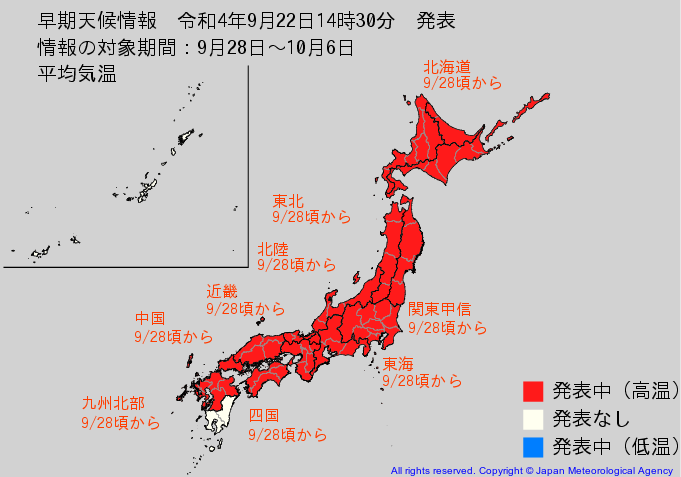 早期天候情報　令和4年9月22日14時30分　発表
情報の対象期間：9月28日～10月6日
平均気温
北海道
9/28頃から
東北
9/28頃から
北陸
9/28頃から
近畿
9/28頃から
中国
9/28頃から
関東甲信
9/28頃から
東海
9/28頃から
九州北部
9/28頃から
四国
9/28頃から
発表中（高温）
発表なし
発表中（低温）
All rights reserved. Copyright © Japan Meteorological Agency